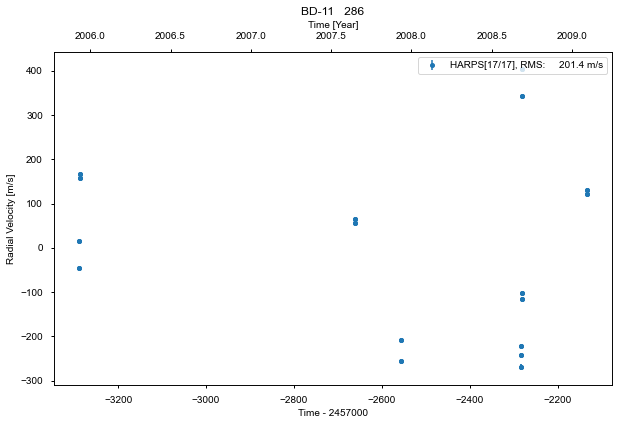 BD-11 286
Time [Year]
2006.0 2006.5 2007.0 2007.5 2008.0 2008.5 2009.0
HARPS[17/17], RMS: 201.4 m/s
400
300
200
100
0
−100
−200
−300
Radial Velocity [m/s]
−3200 −3000 −2800 −2600 −2400 −2200
Time - 2457000